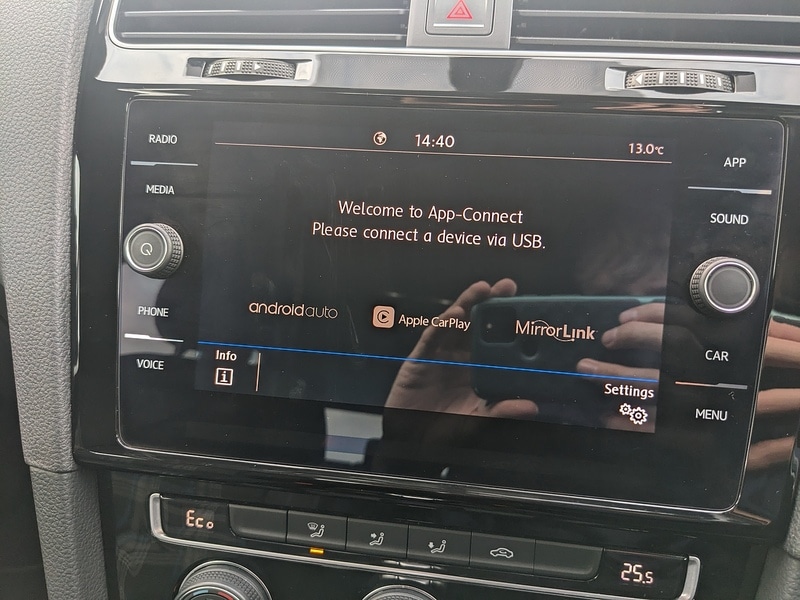 RADIO
MEDIA
PHONE
VOICE
14:40
13.0°C
Welcome to App-Connect
Please connect a device via USB.
androidauto
Apple CarPlay
MirrorLink
Info
i
Settings
APP
SOUND
CAR
MENU
Eco
25.5